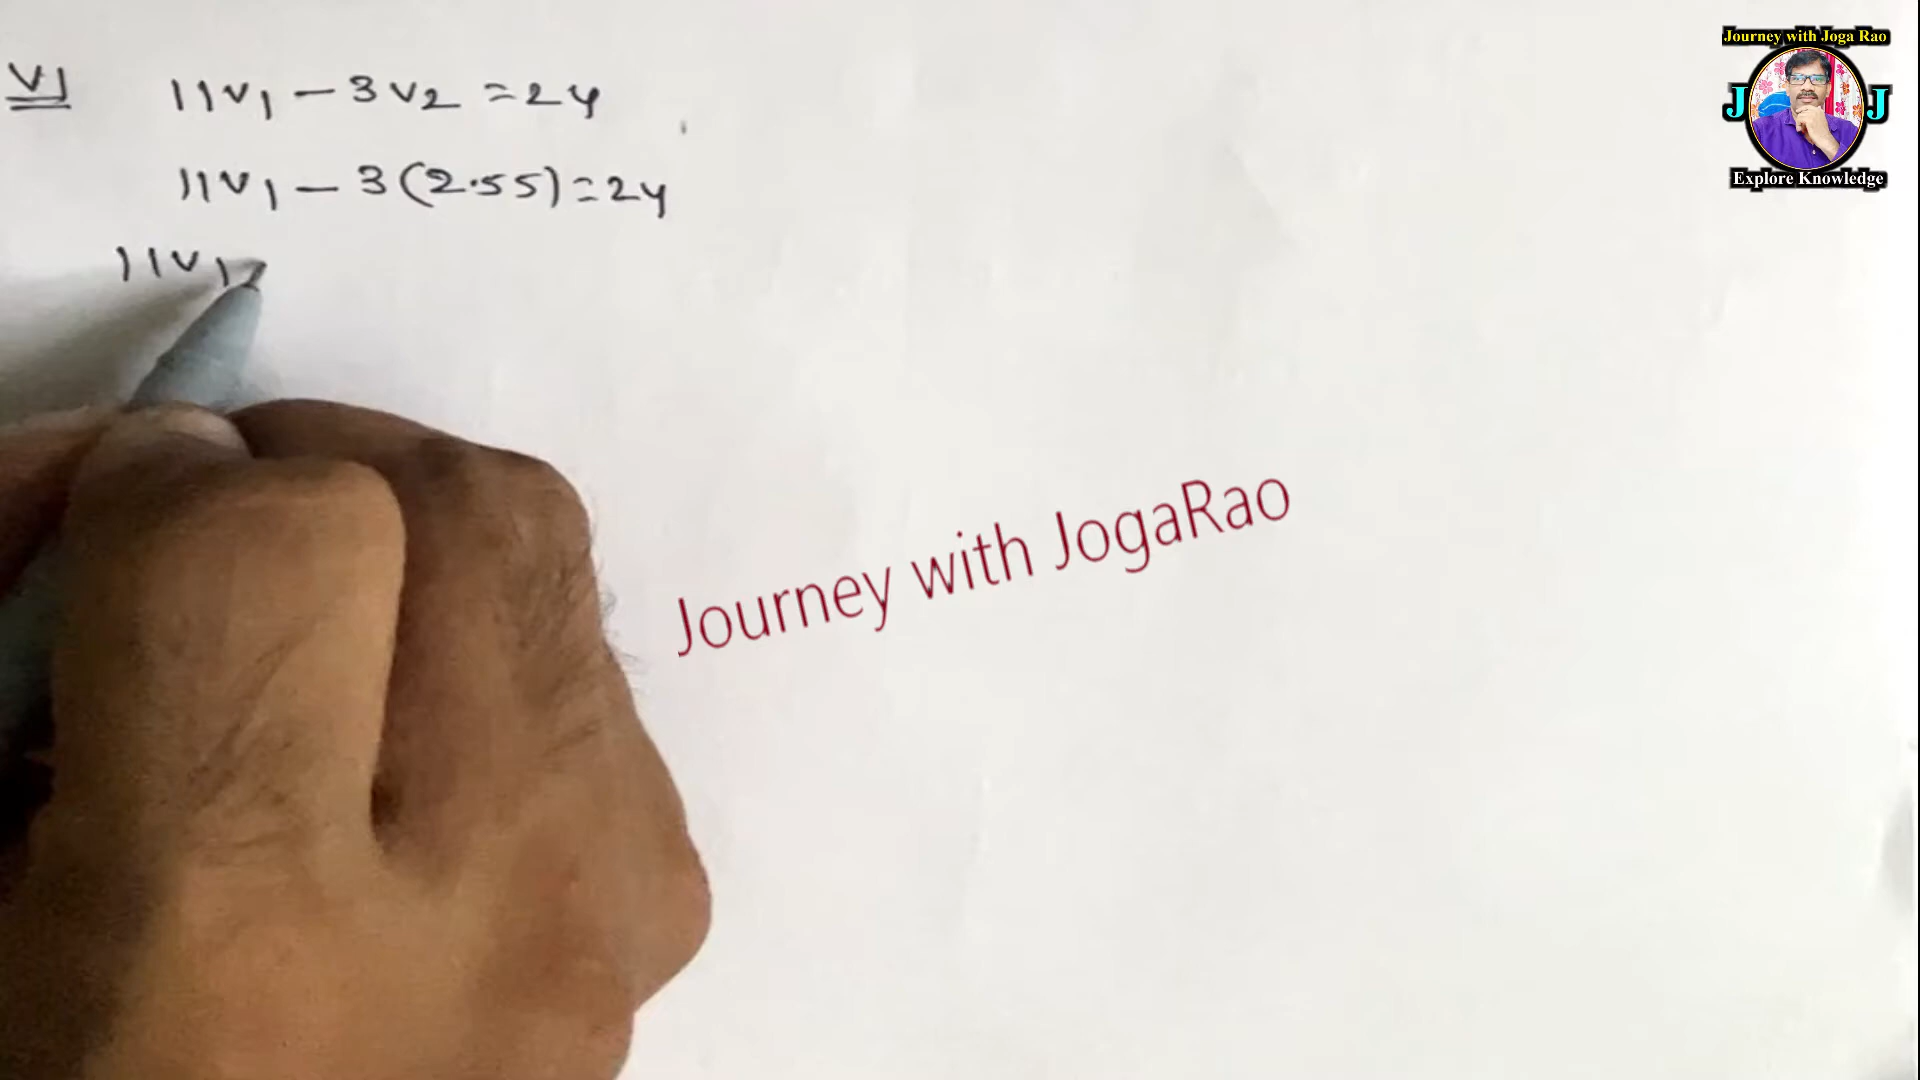 Journey with Joga Rao
J J
Explore Knowledge
V1
11V1 - 3V2 = 24
11V1 - 3(2.55) = 24
11V1 =
Journey with JogaRao